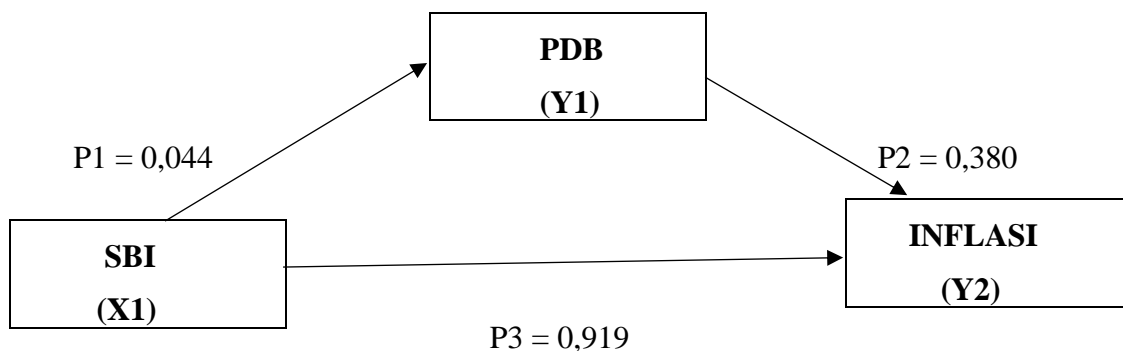 PDB
(Y1)
P1 = 0,044
P2 = 0,380
SBI
(X1)
INFLASI
(Y2)
P3 = 0,919